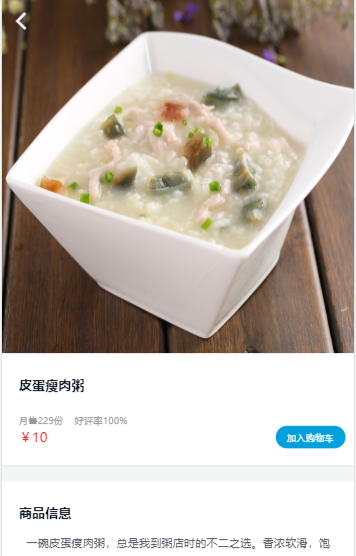 皮蛋瘦肉粥
月售229份 好评率100%
￥10
加入购物车
商品信息
一碗皮蛋瘦肉粥，总是我到粥店时的不二之选。香浓软滑，饱